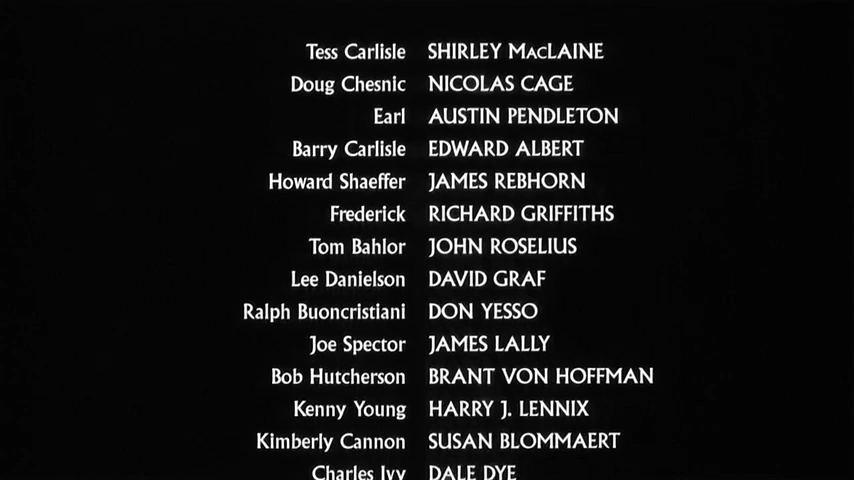 Tess Carlisle SHIRLEY MacLAINE
Doug Chesnic NICOLAS CAGE
Earl AUSTIN PENDLETON
Barry Carlisle EDWARD ALBERT
Howard Shaeffer JAMES REBHORN
Frederick RICHARD GRIFFITHS
Tom Bahlor JOHN ROSELIUS
Lee Danielson DAVID GRAF
Ralph Buoncristiani DON YESSO
Joe Spector JAMES LALLY
Bob Hutcherson BRANT VON HOFFMAN
Kenny Young HARRY J. LENNIX
Kimberly Cannon SUSAN BLOMMAERT
Charles Ivy DALE DYE